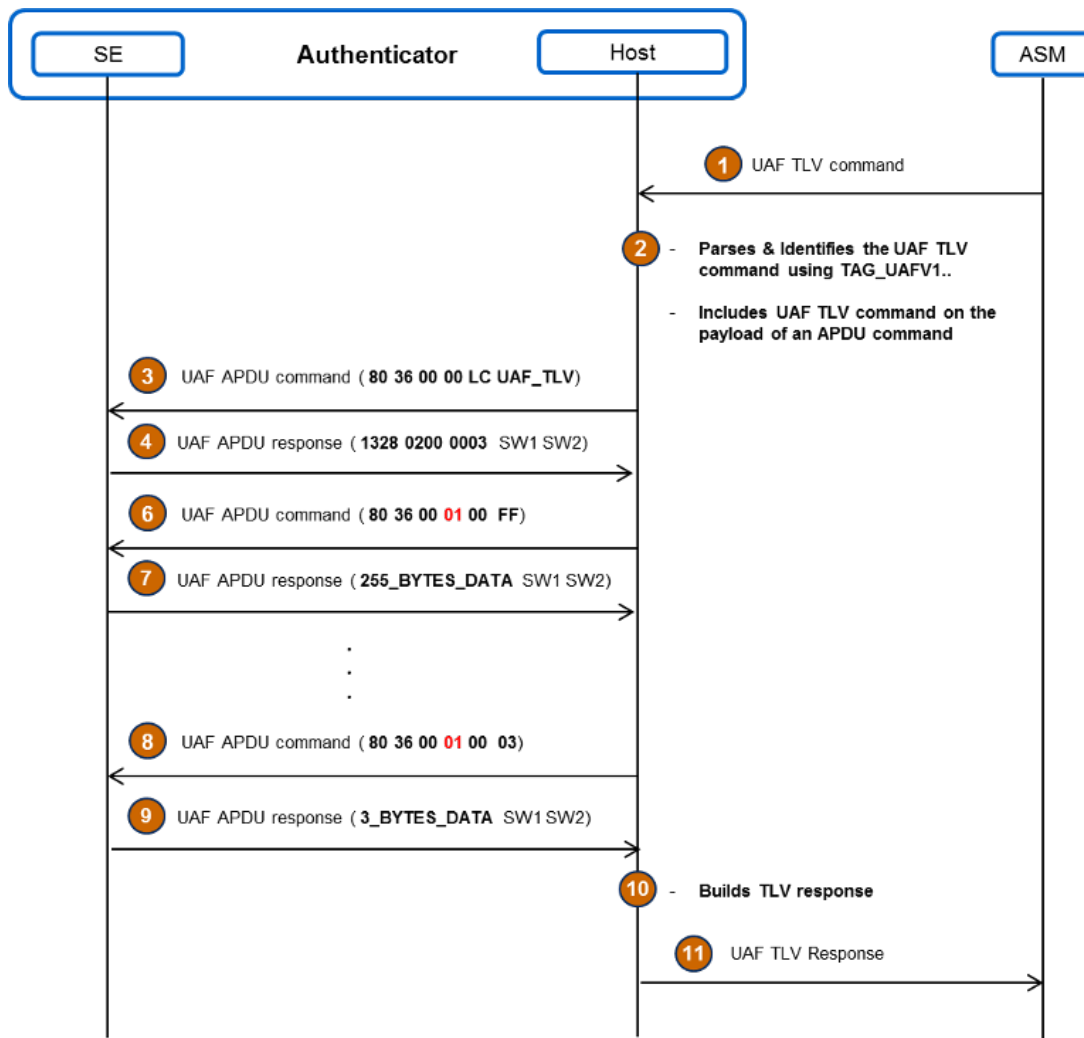 SE
Authenticator
Host
ASM
1 UAF TLV command
2 - Parses & Identifies the UAF TLV
command using TAG_UAFV1..
- Includes UAF TLV command on the
payload of an APDU command
3 UAF APDU command ( 80 36 00 00 LC UAF_TLV)
4 UAF APDU response ( 1328 0200 0003 SW1 SW2)
6 UAF APDU command ( 80 36 00 01 00 FF)
7 UAF APDU response ( 255_BYTES_DATA SW1 SW2)
.
.
.
8 UAF APDU command ( 80 36 00 01 00 03)
9 UAF APDU response ( 3_BYTES_DATA SW1 SW2)
10 - Builds TLV response
11 UAF TLV Response